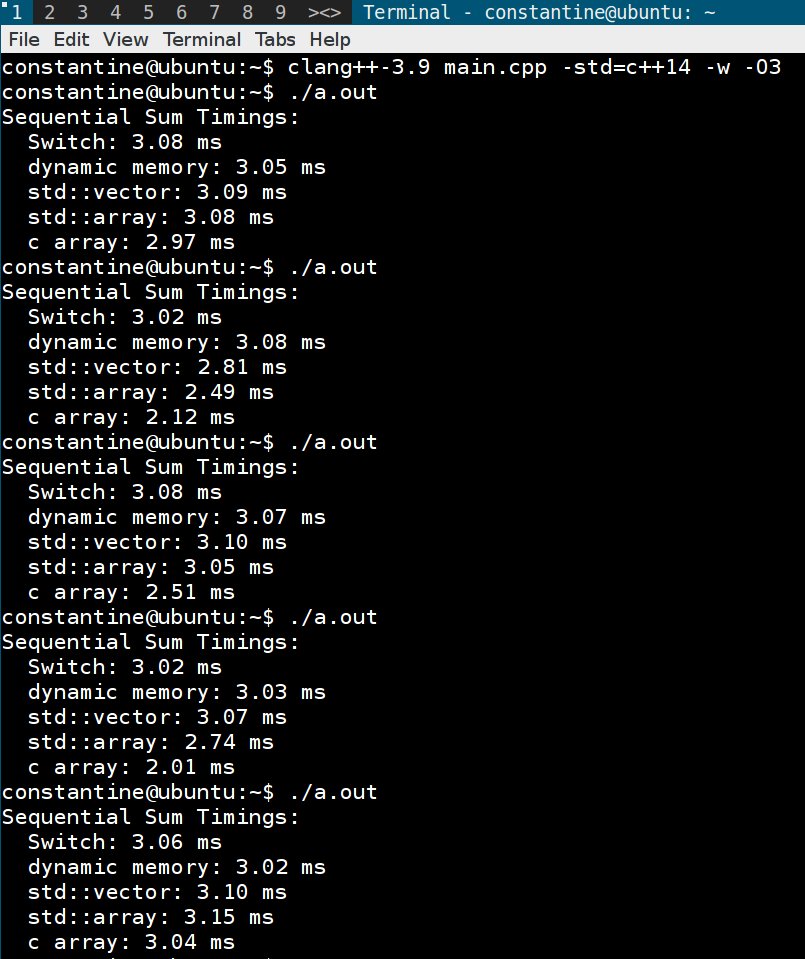 1 2 3 4 5 6 7 8 9 ><> Terminal - constantine@ubuntu: ~
File Edit View Terminal Tabs Help
constantine@ubuntu:~$ clang++-3.9 main.cpp -std=c++14 -w -O3
constantine@ubuntu:~$ ./a.out
Sequential Sum Timings:
  Switch: 3.08 ms
  dynamic memory: 3.05 ms
  std::vector: 3.09 ms
  std::array: 3.08 ms
  c array: 2.97 ms
constantine@ubuntu:~$ ./a.out
Sequential Sum Timings:
  Switch: 3.02 ms
  dynamic memory: 3.08 ms
  std::vector: 2.81 ms
  std::array: 2.49 ms
  c array: 2.12 ms
constantine@ubuntu:~$ ./a.out
Sequential Sum Timings:
  Switch: 3.08 ms
  dynamic memory: 3.07 ms
  std::vector: 3.10 ms
  std::array: 3.05 ms
  c array: 2.51 ms
constantine@ubuntu:~$ ./a.out
Sequential Sum Timings:
  Switch: 3.02 ms
  dynamic memory: 3.03 ms
  std::vector: 3.07 ms
  std::array: 2.74 ms
  c array: 2.01 ms
constantine@ubuntu:~$ ./a.out
Sequential Sum Timings:
  Switch: 3.06 ms
  dynamic memory: 3.02 ms
  std::vector: 3.10 ms
  std::array: 3.15 ms
  c array: 3.04 ms